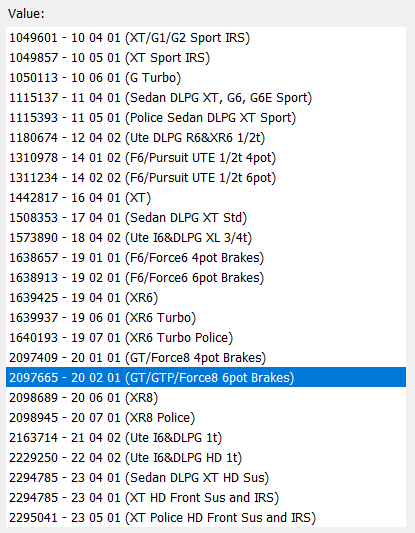 Value:
1049601 - 10 04 01 (XT/G1/G2 Sport IRS)
1049857 - 10 05 01 (XT Sport IRS)
1050113 - 10 06 01 (G Turbo)
1115137 - 11 04 01 (Sedan DLPG XT, G6, G6E Sport)
1115393 - 11 05 01 (Police Sedan DLPG XT Sport)
1180674 - 12 04 02 (Ute DLPG R6&XR6 1/2t)
1310978 - 14 01 02 (F6/Pursuit UTE 1/2t 4pot)
1311234 - 14 02 02 (F6/Pursuit UTE 1/2t 6pot)
1442817 - 16 04 01 (XT)
1508353 - 17 04 01 (Sedan DLPG XT Std)
1573890 - 18 04 02 (Ute I6&DLPG XL 3/4t)
1638657 - 19 01 01 (F6/Force6 4pot Brakes)
1638913 - 19 02 01 (F6/Force6 6pot Brakes)
1639425 - 19 04 01 (XR6)
1639937 - 19 06 01 (XR6 Turbo)
1640193 - 19 07 01 (XR6 Turbo Police)
2097409 - 20 01 01 (GT/Force8 4pot Brakes)
2097665 - 20 02 01 (GT/GTP/Force8 6pot Brakes)
2098689 - 20 06 01 (XR8)
2098945 - 20 07 01 (XR8 Police)
2163714 - 21 04 02 (Ute I6&DLPG 1t)
2229250 - 22 04 02 (Ute I6&DLPG HD 1t)
2294785 - 23 04 01 (Sedan DLPG XT HD Sus)
2294785 - 23 04 01 (XT HD Front Sus and IRS)
2295041 - 23 05 01 (XT Police HD Front Sus and IRS)